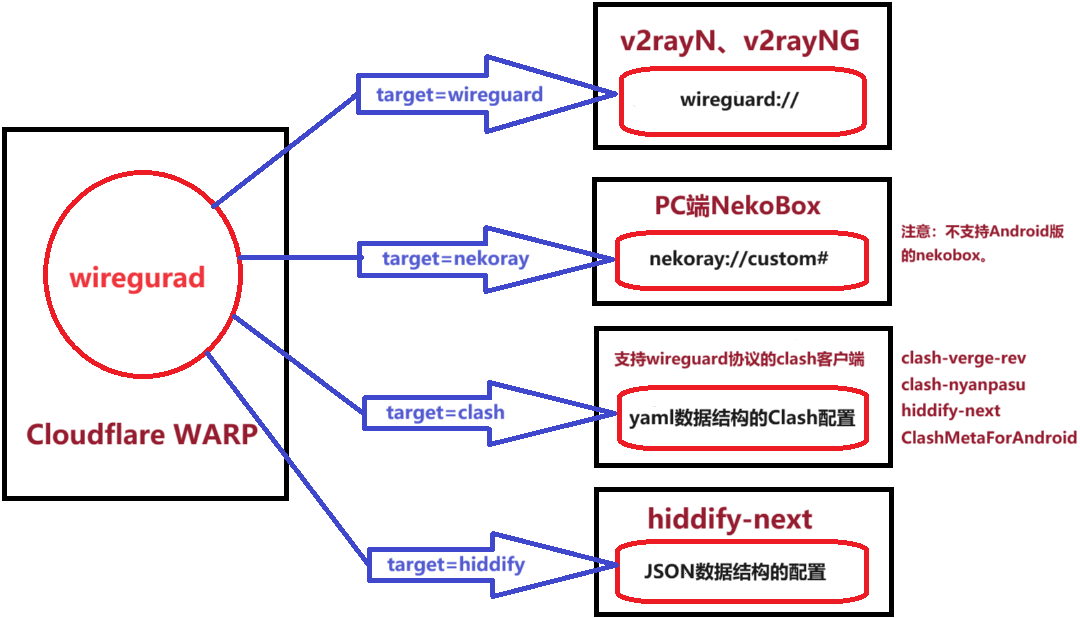 wiregurad
Cloudflare WARP
target=wireguard
v2rayN、v2rayNG
wireguard://
target=nekoray
PC端NekoBox
nekoray://custom#
注意：不支持Android版
的nekobox。
target=clash
支持wireguard协议的clash客户端
yaml数据结构的Clash配置
clash-verge-rev
clash-nyanpasu
hiddify-next
ClashMetaForAndroid
target=hiddify
hiddify-next
JSON数据结构的配置